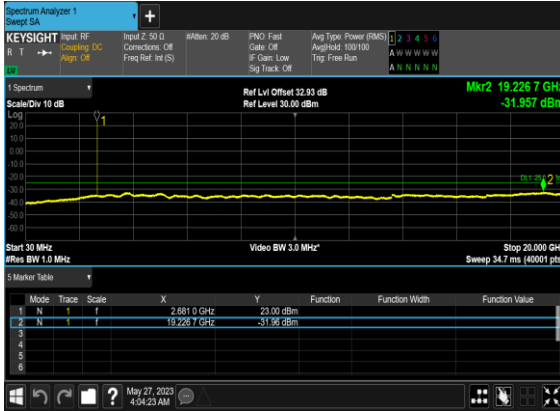 Spectrum Analyzer 1
Swept SA
+
KEYSIGHT Input: RF Input Z: 50 Ω #Atten: 20 dB PNO: Fast Avg Type: Power (RMS) 1 2 3 4 5 6
R T Coupling: DC Corrections: Off Gate: Off Avg|Hold: 100/100 A W W W W W
Align: Off Freq Ref: Int (S) IF Gain: Low Trig: Free Run
Sig Track: Off A N N N N N
1 Spectrum Ref Lvl Offset 32.93 dB Mkr2 19.226 7 GHz
Scale/Div 10 dB Ref Level 30.00 dBm -31.957 dBm
Log
1
20.0
10.0
0.00
-10.0
-20.0
2
-30.0
-40.0
-50.0
-60.0
Start 30 MHz Video BW 3.0 MHz* Stop 20.000 GH
#Res BW 1.0 MHz Sweep 34.7 ms (40001 pts
5 Marker Table
Mode Trace Scale X Y Function Function Width Function Value
1 N 1 f 2.681 0 GHz 23.00 dBm
2 N 1 f 19.226 7 GHz -31.96 dBm
3
4
5
6
? May 27, 2023
4:04:23 AM